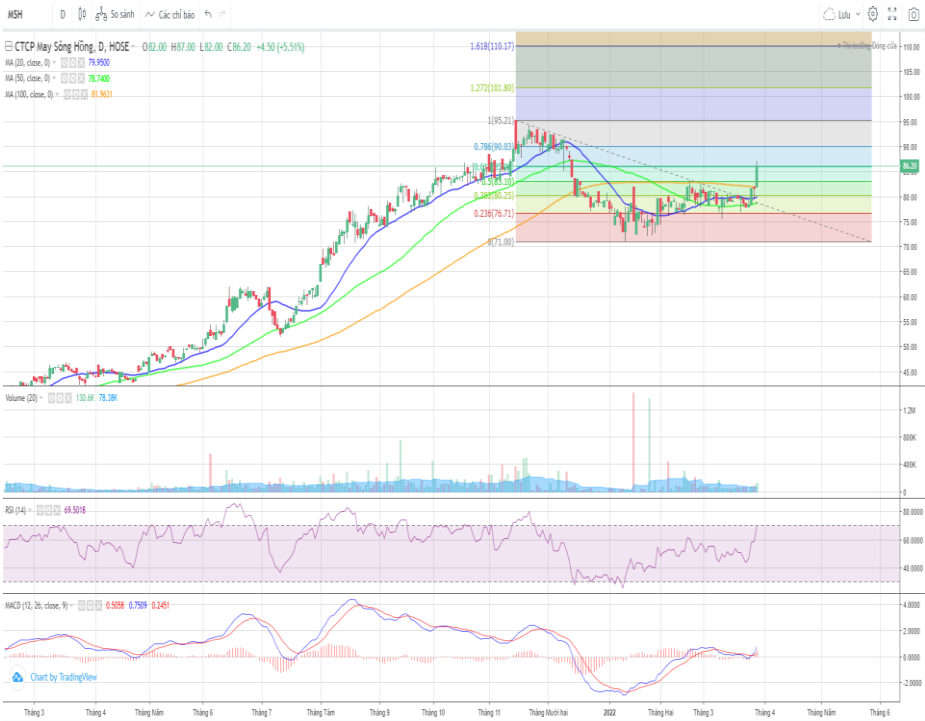 MSH D So sánh Các chỉ báo Lưu
CTCP May Sông Hồng, D, HOSE O82.00 H87.00 L82.00 C86.20 +4.50 (+5.51%)
Thị trường Đóng cửa
MA (20, close, 0) 79.9500
MA (50, close, 0) 78.7400
MA (100, close, 0) 81.9631
1.618(110.17)
1.272(101.80)
1(95.21)
0.786(90.03)
0.5(83.10)
0.382(80.25)
0.236(76.71)
0(71.00)
110.00
105.00
100.00
95.00
90.00
86.20
80.00
75.00
70.00
65.00
60.00
55.00
50.00
45.00
Volume (20) 130.6K 78.38K
1.2M
800K
400K
0
RSI (14) 69.5018
80.0000
60.0000
40.0000
MACD (12, 26, close, 9) 0.5058 0.7509 0.2451
4.0000
2.0000
0.0000
-2.0000
Chart by TradingView
Tháng 3 Tháng 4 Tháng Năm Tháng 6 Tháng 7 Tháng Tám Tháng 9 Tháng 10 Tháng 11 Tháng Mười hai 2022 Tháng Hai Tháng 3 Tháng 4 Tháng Năm Tháng 6